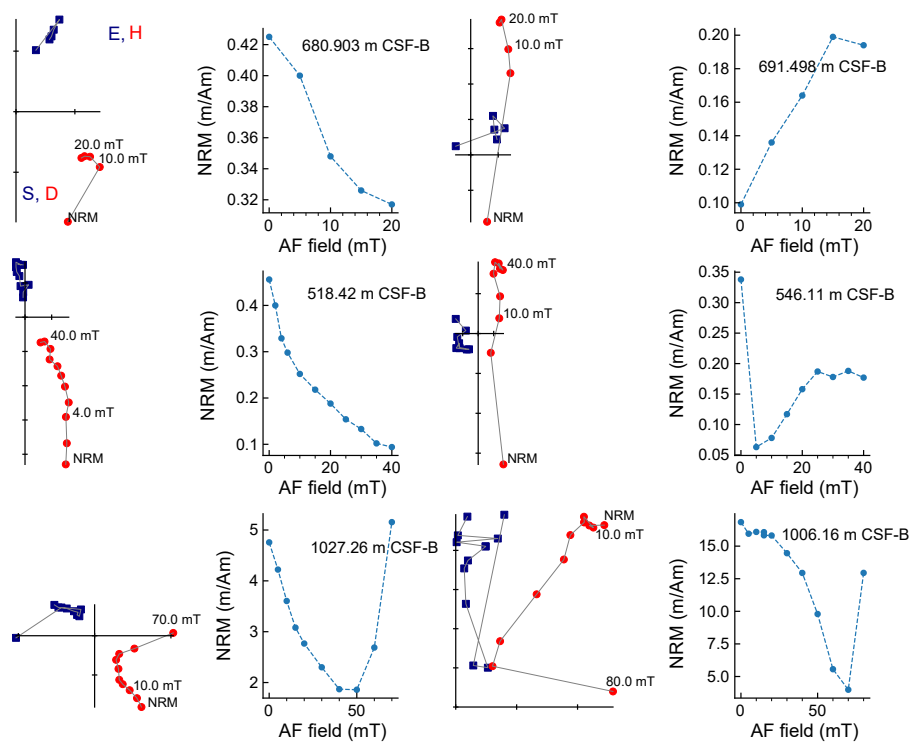 E, H
S, D
20.0 mT
10.0 mT
NRM
680.903 m CSF-B
0.42
0.40
0.38
0.36
0.34
0.32
NRM (m/Am)
0
10
20
AF field (mT)
20.0 mT
10.0 mT
NRM
691.498 m CSF-B
0.20
0.18
0.16
0.14
0.12
0.10
NRM (m/Am)
0
10
20
AF field (mT)
40.0 mT
4.0 mT
NRM
518.42 m CSF-B
0.4
0.3
0.2
0.1
NRM (m/Am)
0
20
40
AF field (mT)
40.0 mT
10.0 mT
NRM
546.11 m CSF-B
0.35
0.30
0.25
0.20
0.15
0.10
0.05
NRM (m/Am)
0
20
40
AF field (mT)
70.0 mT
10.0 mT
NRM
1027.26 m CSF-B
5
4
3
2
NRM (m/Am)
0
50
AF field (mT)
NRM
10.0 mT
80.0 mT
1006.16 m CSF-B
15.0
12.5
10.0
7.5
5.0
NRM (m/Am)
0
50
AF field (mT)